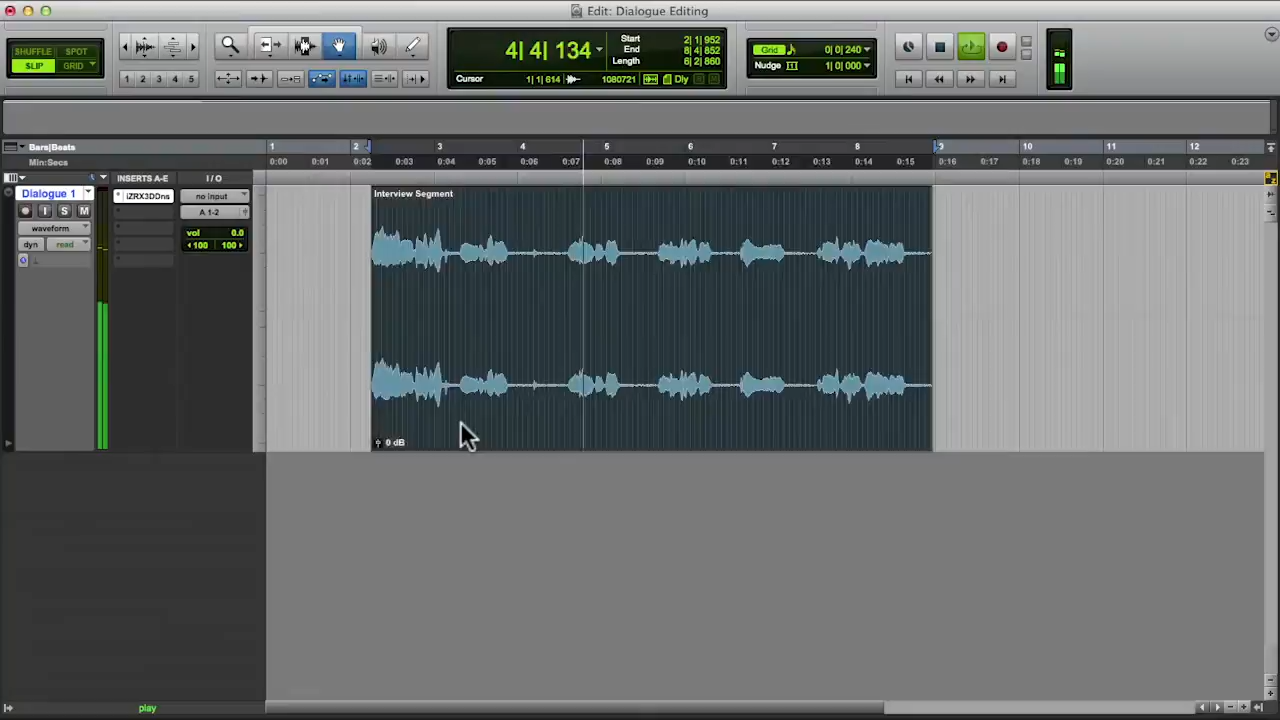 Edit: Dialogue Editing
SHUFFLE SPOT
SLIP GRID
1 2 3 4 5
4| 4| 134
Start 2| 1| 952
End 8| 4| 852
Length 6| 2| 860
Cursor 1| 1| 614 1080721 Dly
Grid 0| 0| 240
Nudge 1| 0| 000
Bars|Beats 1 2 3 4 5 6 7 8 9 10 11 12
Min:Secs 0:00 0:01 0:02 0:03 0:04 0:05 0:06 0:07 0:08 0:09 0:10 0:11 0:12 0:13 0:14 0:15 0:16 0:17 0:18 0:19 0:20 0:21 0:22 0:23
INSERTS A-E I / O
Dialogue 1 iZRX3DDns no input
Interview Segment
I S M A 1-2
waveform
vol 0.0
dyn read 100 100
0 dB
play